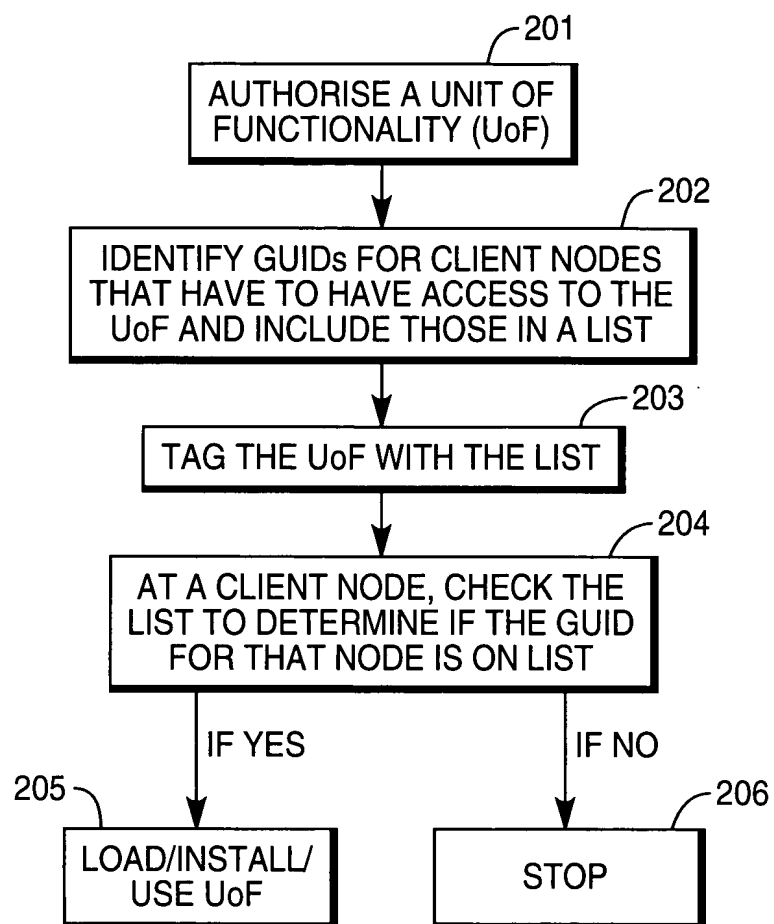 201
AUTHORISE A UNIT OF
FUNCTIONALITY (UoF)
202
IDENTIFY GUIDs FOR CLIENT NODES
THAT HAVE TO HAVE ACCESS TO THE
UoF AND INCLUDE THOSE IN A LIST
203
TAG THE UoF WITH THE LIST
204
AT A CLIENT NODE, CHECK THE
LIST TO DETERMINE IF THE GUID
FOR THAT NODE IS ON LIST
IF YES
IF NO
205
LOAD/INSTALL/
USE UoF
206
STOP